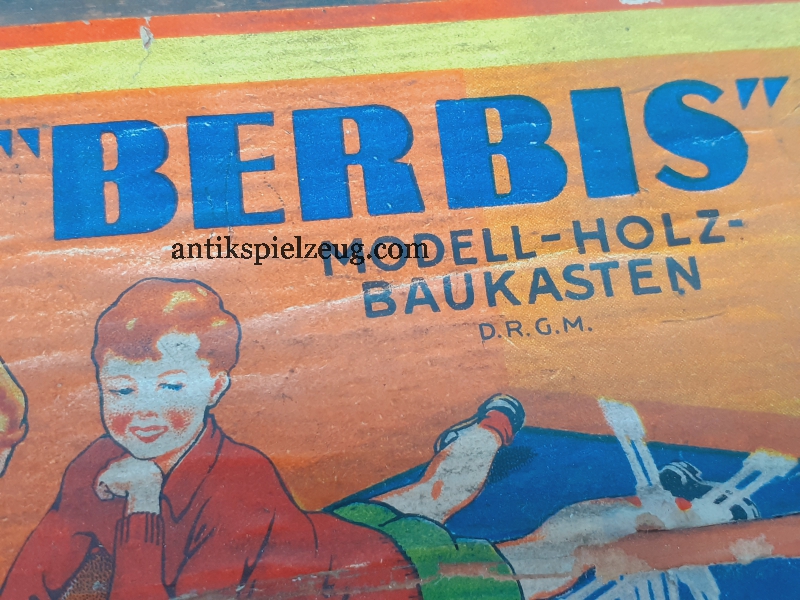 "BERBIS"
antikspielzeug.com
MODELL-HOLZ-
BAUKASTEN
D.R.G.M.